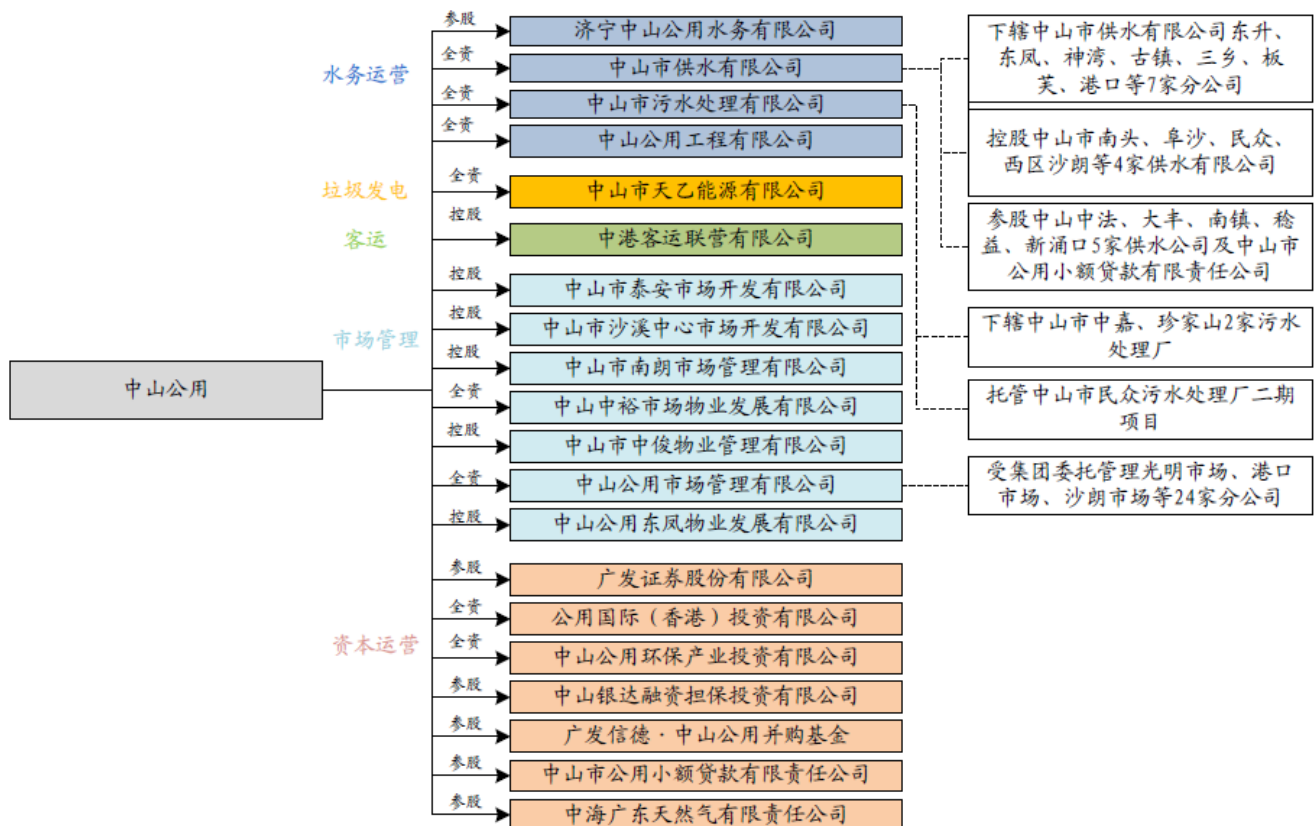 参股
济宁中山公用水务有限公司
水务运营
全资
中山市供水有限公司
全资
中山市污水处理有限公司
全资
中山公用工程有限公司
垃圾发电
全资
中山市天乙能源有限公司
客运
控股
中港客运联营有限公司
市场管理
控股
中山市泰安市场开发有限公司
控股
中山市沙溪中心市场开发有限公司
控股
中山市南朗市场管理有限公司
全资
中山中裕市场物业发展有限公司
控股
中山市中俊物业管理有限公司
全资
中山公用市场管理有限公司
控股
中山公用东凤物业发展有限公司
中山公用
资本运营
参股
广发证券股份有限公司
全资
公用国际（香港）投资有限公司
全资
中山公用环保产业投资有限公司
参股
中山银达融资担保投资有限公司
参股
广发信德·中山公用并购基金
参股
中山市公用小额贷款有限责任公司
参股
中海广东天然气有限责任公司
下辖中山市供水有限公司东升、
东凤、神湾、古镇、三乡、板
芙、港口等7家分公司
控股中山市南头、阜沙、民众、
西区沙朗等4家供水有限公司
参股中山中法、大丰、南镇、稔
益、新涌口5家供水公司及中山市
公用小额贷款有限责任公司
下辖中山市中嘉、珍家山2家污水
处理厂
托管中山市民众污水处理厂二期
项目
受集团委托管理光明市场、港口
市场、沙朗市场等24家分公司